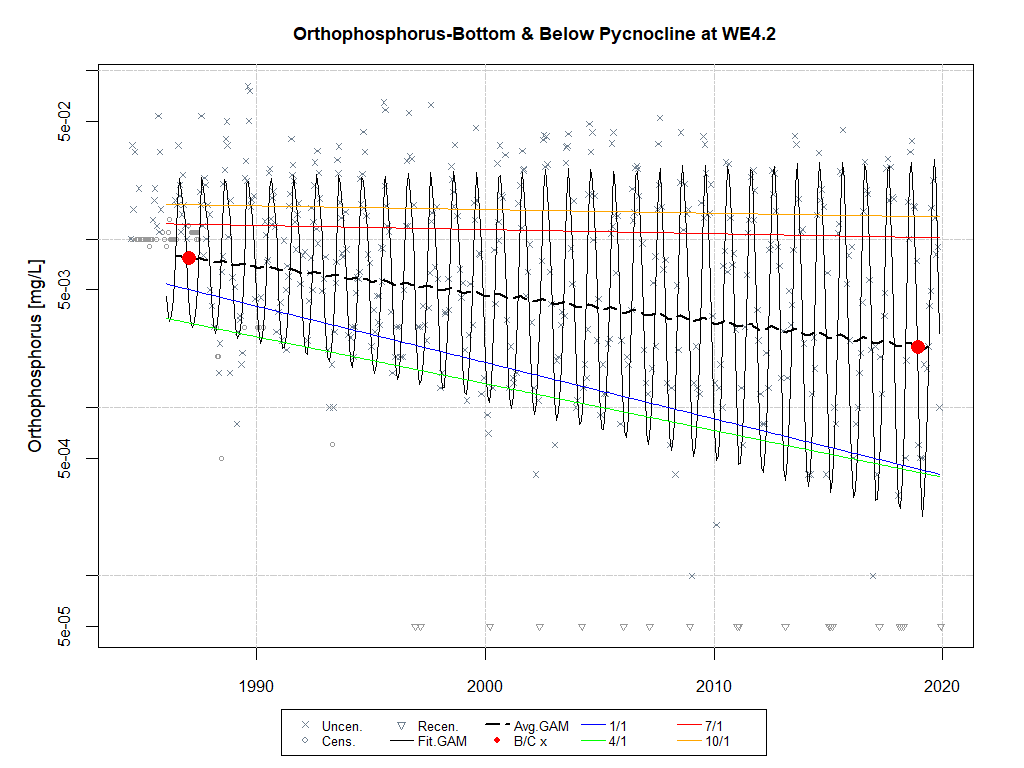 Orthophosphorus-Bottom & Below Pycnocline at WE4.2
Orthophosphorus [mg/L]
5e-02
5e-03
5e-04
5e-05
1990 2000 2010 2020
Uncen. Recen. Avg.GAM 1/1 7/1
Cens. Fit.GAM B/C x 4/1 10/1